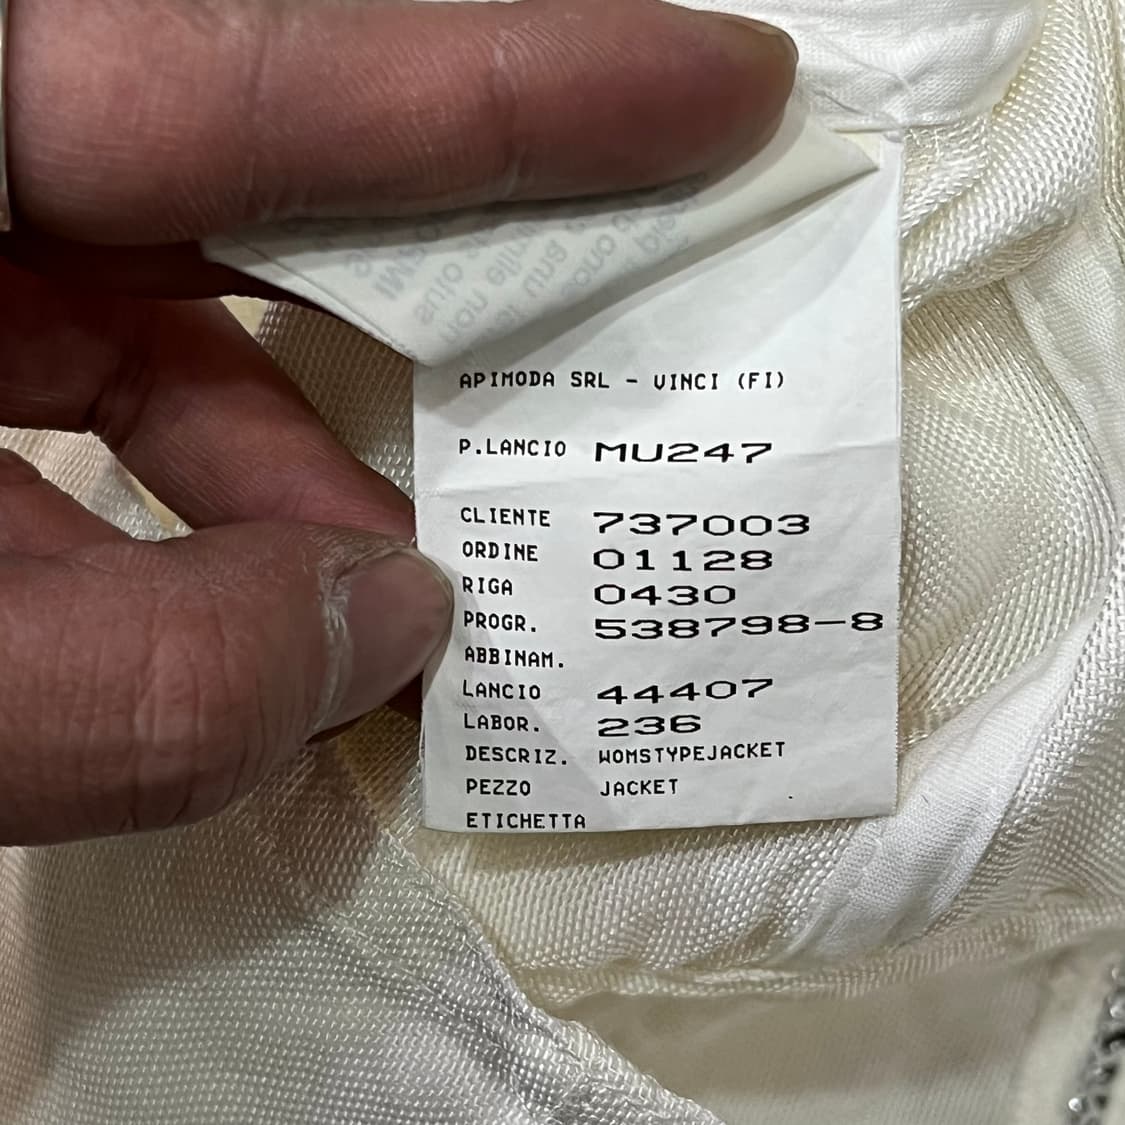 APIMODA SRL - VINCI (FI)
P.LANCIO MU247
CLIENTE 737003
ORDINE 01128
RIGA 0430
PROGR. 538798-8
ABBINAM.
LANCIO 44407
LABOR. 236
DESCRIZ. WOMSTYPEJACKET
PEZZO JACKET
ETICHETTA